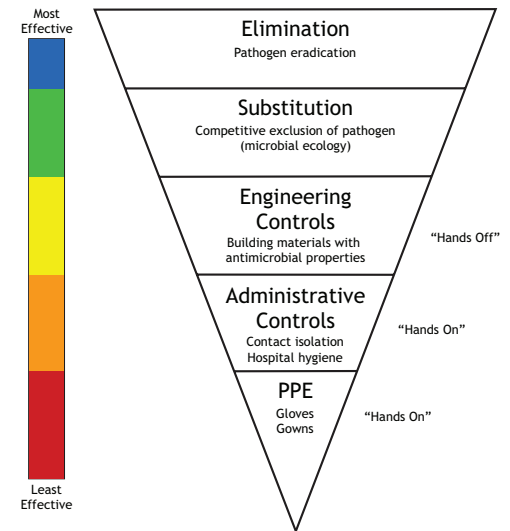 Most
Effective
Elimination
Pathogen eradication
Substitution
Competitive exclusion of pathogen
(microbial ecology)
Engineering
Controls
Building materials with
antimicrobial properties
“Hands Off”
Administrative
Controls
Contact isolation
Hospital hygiene
“Hands On”
PPE
Gloves
Gowns
“Hands On”
Least
Effective